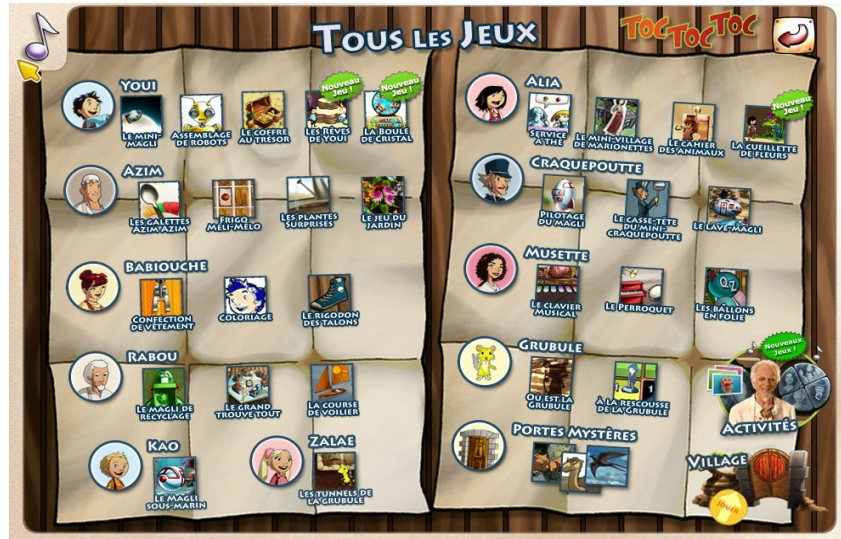 Tous les Jeux
Toc Toc Toc
Youi
Nouveau Jeu !
Nouveau Jeu !
Le mini-
magli
Assemblage
de robots
Le coffre
au trésor
Les Rêves
de Youi
La Boule
de Cristal
Azim
Les galettes
Azim Azim
Frigo
Méli-Mélo
Les plantes
surprises
Le jeu du
jardin
Babiouche
Confection
de vêtement
Coloriage
Le rigodon
des talons
Rabou
Le magli de
recyclage
Le grand
trouve tout
La course
de voilier
Kao
Le Magli
sous-marin
Zalae
Les tunnels de
la grubule
Alia
Nouveau
Jeu !
Service
à thé
Le mini-village
de marionettes
Le cahier
des animaux
La cueillette
de fleurs
Craquepoutte
Pilotage
du magli
Le casse-tête
du mini-
craquepoutte
Le lave-magli
Musette
Le clavier
musical
Le Perroquet
Les ballons
en folie
Grubule
Où est la
grubule
À la rescousse
de la grubule
Portes Mystères
Nouveaux
Jeux !
Activités
Village
Jouer